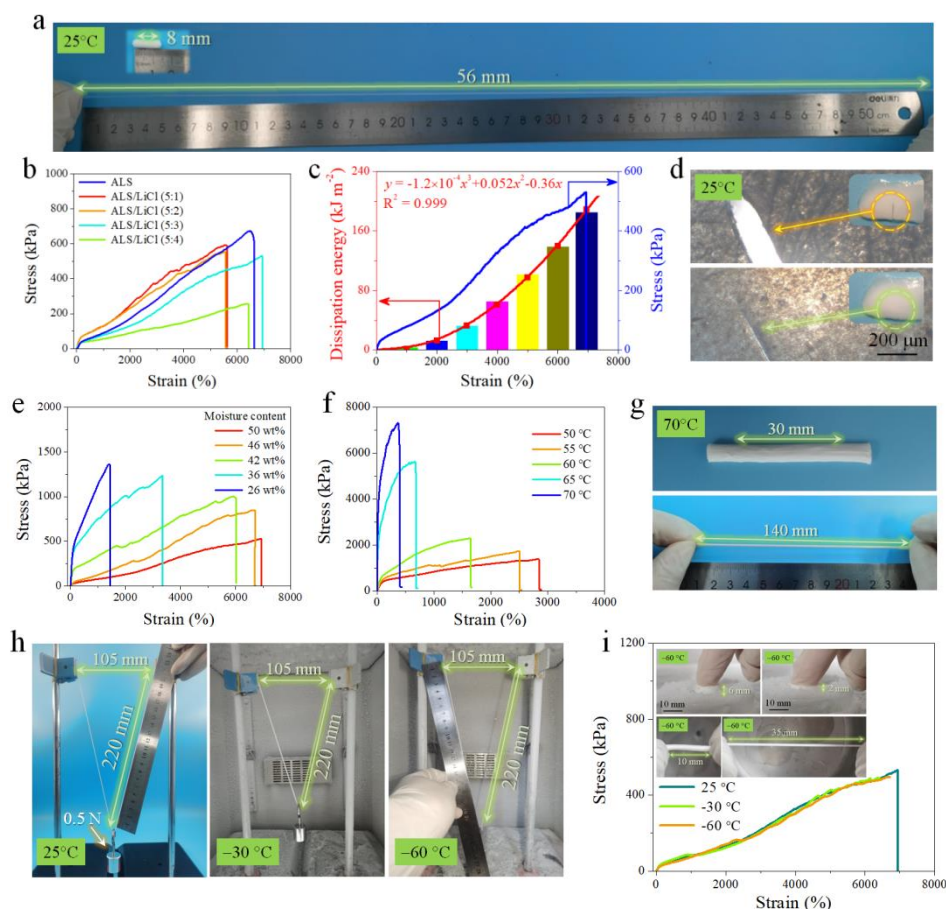 a
25°C
8 mm
56 mm
b
Stress (kPa)
800
600
400
200
0
ALS
ALS/LiCl (5:1)
ALS/LiCl (5:2)
ALS/LiCl (5:3)
ALS/LiCl (5:4)
0 2000 4000 6000 8000
Strain (%)
c
Dissipation energy (kJ m⁻²)
240
160
80
0
y = -1.2×10⁻⁴x³+0.052x²-0.36x
R² = 0.999
600
400
200
0
Stress (kPa)
0 2000 4000 6000 8000
Strain (%)
d
25°C
200 μm
e
Stress (kPa)
2000
1500
1000
500
0
Moisture content
50 wt%
46 wt%
42 wt%
36 wt%
26 wt%
0 2000 4000 6000 8000
Strain (%)
f
Stress (kPa)
8000
6000
4000
2000
0
50 °C
55 °C
60 °C
65 °C
70 °C
0 1000 2000 3000 4000
Strain (%)
g
70°C
30 mm
140 mm
h
105 mm
220 mm
0.5 N
25°C
105 mm
220 mm
−30 °C
105 mm
220 mm
−60 °C
i
Stress (kPa)
1200
900
400
0
−60 °C
6 mm
10 mm
−60 °C
2 mm
10 mm
−60 °C
10 mm
−60 °C
35 mm
25 °C
-30 °C
-60 °C
0 2000 4000 6000 8000
Strain (%)